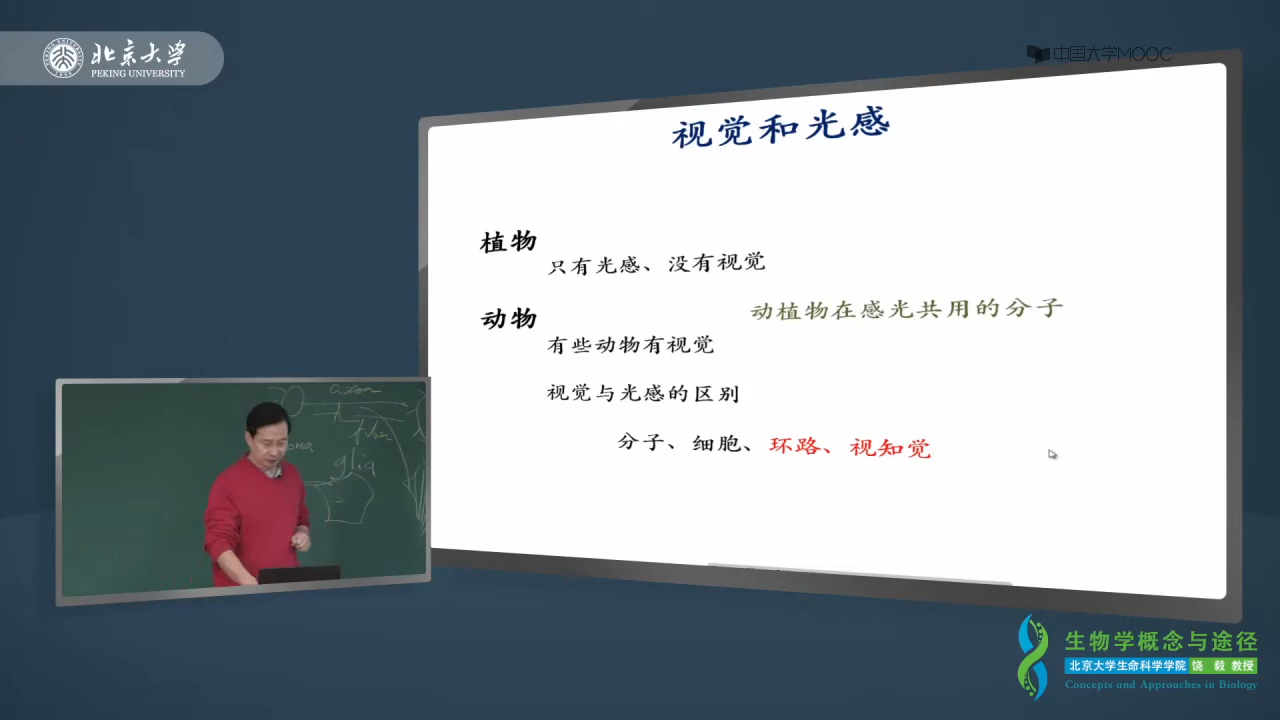 北京大学
PEKING UNIVERSITY
中国大学MOOC
视觉和光感
植物
只有光感、没有视觉
动植物在感光共用的分子
动物
有些动物有视觉
视觉与光感的区别
分子、细胞、环路、视知觉
axon
glia
生物学概念与途径
北京大学生命科学学院 饶 毅 教授
Concepts and Approaches in Biology